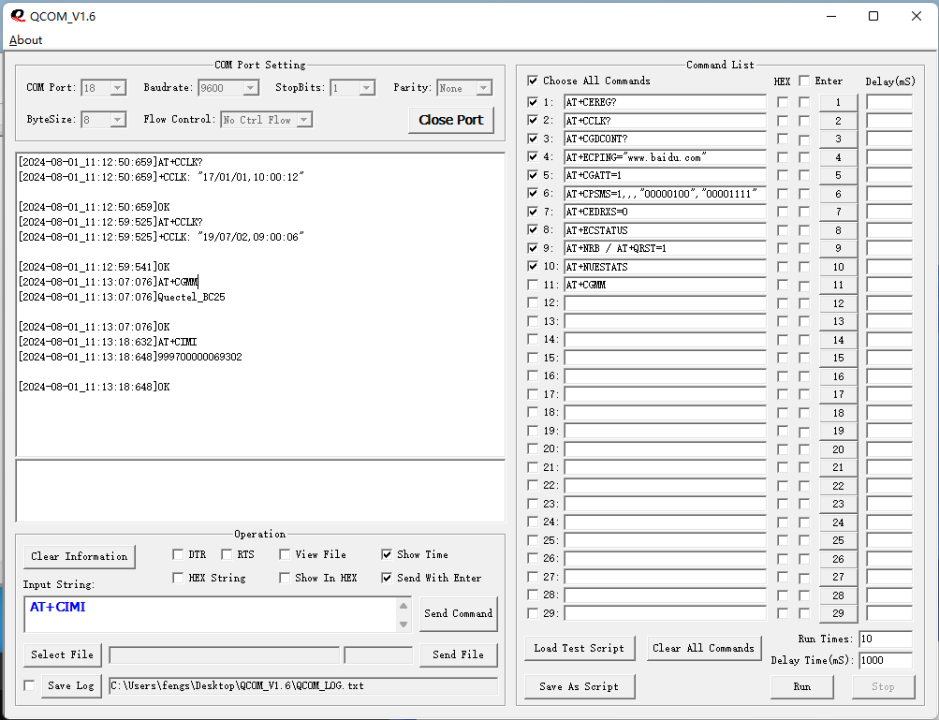 QCOM_V1.6
About
COM Port Setting
COM Port: 18 Baudrate: 9600 StopBits: 1 Parity: None
ByteSize: 8 Flow Control: No Ctrl Flow Close Port
[2024-08-01_11:12:50:659]AT+CCLK?
[2024-08-01_11:12:50:659]+CCLK: "17/01/01,10:00:12"
[2024-08-01_11:12:50:659]OK
[2024-08-01_11:12:59:525]AT+CCLK?
[2024-08-01_11:12:59:525]+CCLK: "19/07/02,09:00:06"
[2024-08-01_11:12:59:541]OK
[2024-08-01_11:13:07:076]AT+CGMM
[2024-08-01_11:13:07:076]Quectel_BC25
[2024-08-01_11:13:07:076]OK
[2024-08-01_11:13:18:632]AT+CIMI
[2024-08-01_11:13:18:648]999700000069302
[2024-08-01_11:13:18:648]OK
Operation
Clear Information DTR RTS View File Show Time
HEX String Show In HEX Send With Enter
Input String:
AT+CIMI
Send Command
Select File Send File
Save Log C:\Users\fengs\Desktop\QCOM_V1.6\QCOM_LOG.txt
Command List
Choose All Commands HEX Enter Delay(mS)
1: AT+CEREG? 1
2: AT+CCLK? 2
3: AT+CGDCONT? 3
4: AT+ECPING="www.baidu.com" 4
5: AT+CGATT=1 5
6: AT+CPSMS=1,,,"00000100","00001111" 6
7: AT+CEDRXS=0 7
8: AT+ECSTATUS 8
9: AT+NRB / AT+QRST=1 9
10: AT+NUESTATS 10
11: AT+CGMM 11
12: 12
13: 13
14: 14
15: 15
16: 16
17: 17
18: 18
19: 19
20: 20
21: 21
22: 22
23: 23
24: 24
25: 25
26: 26
27: 27
28: 28
29: 29
Run Times: 10
Load Test Script Clear All Commands
Delay Time(mS): 1000
Save As Script Run Stop